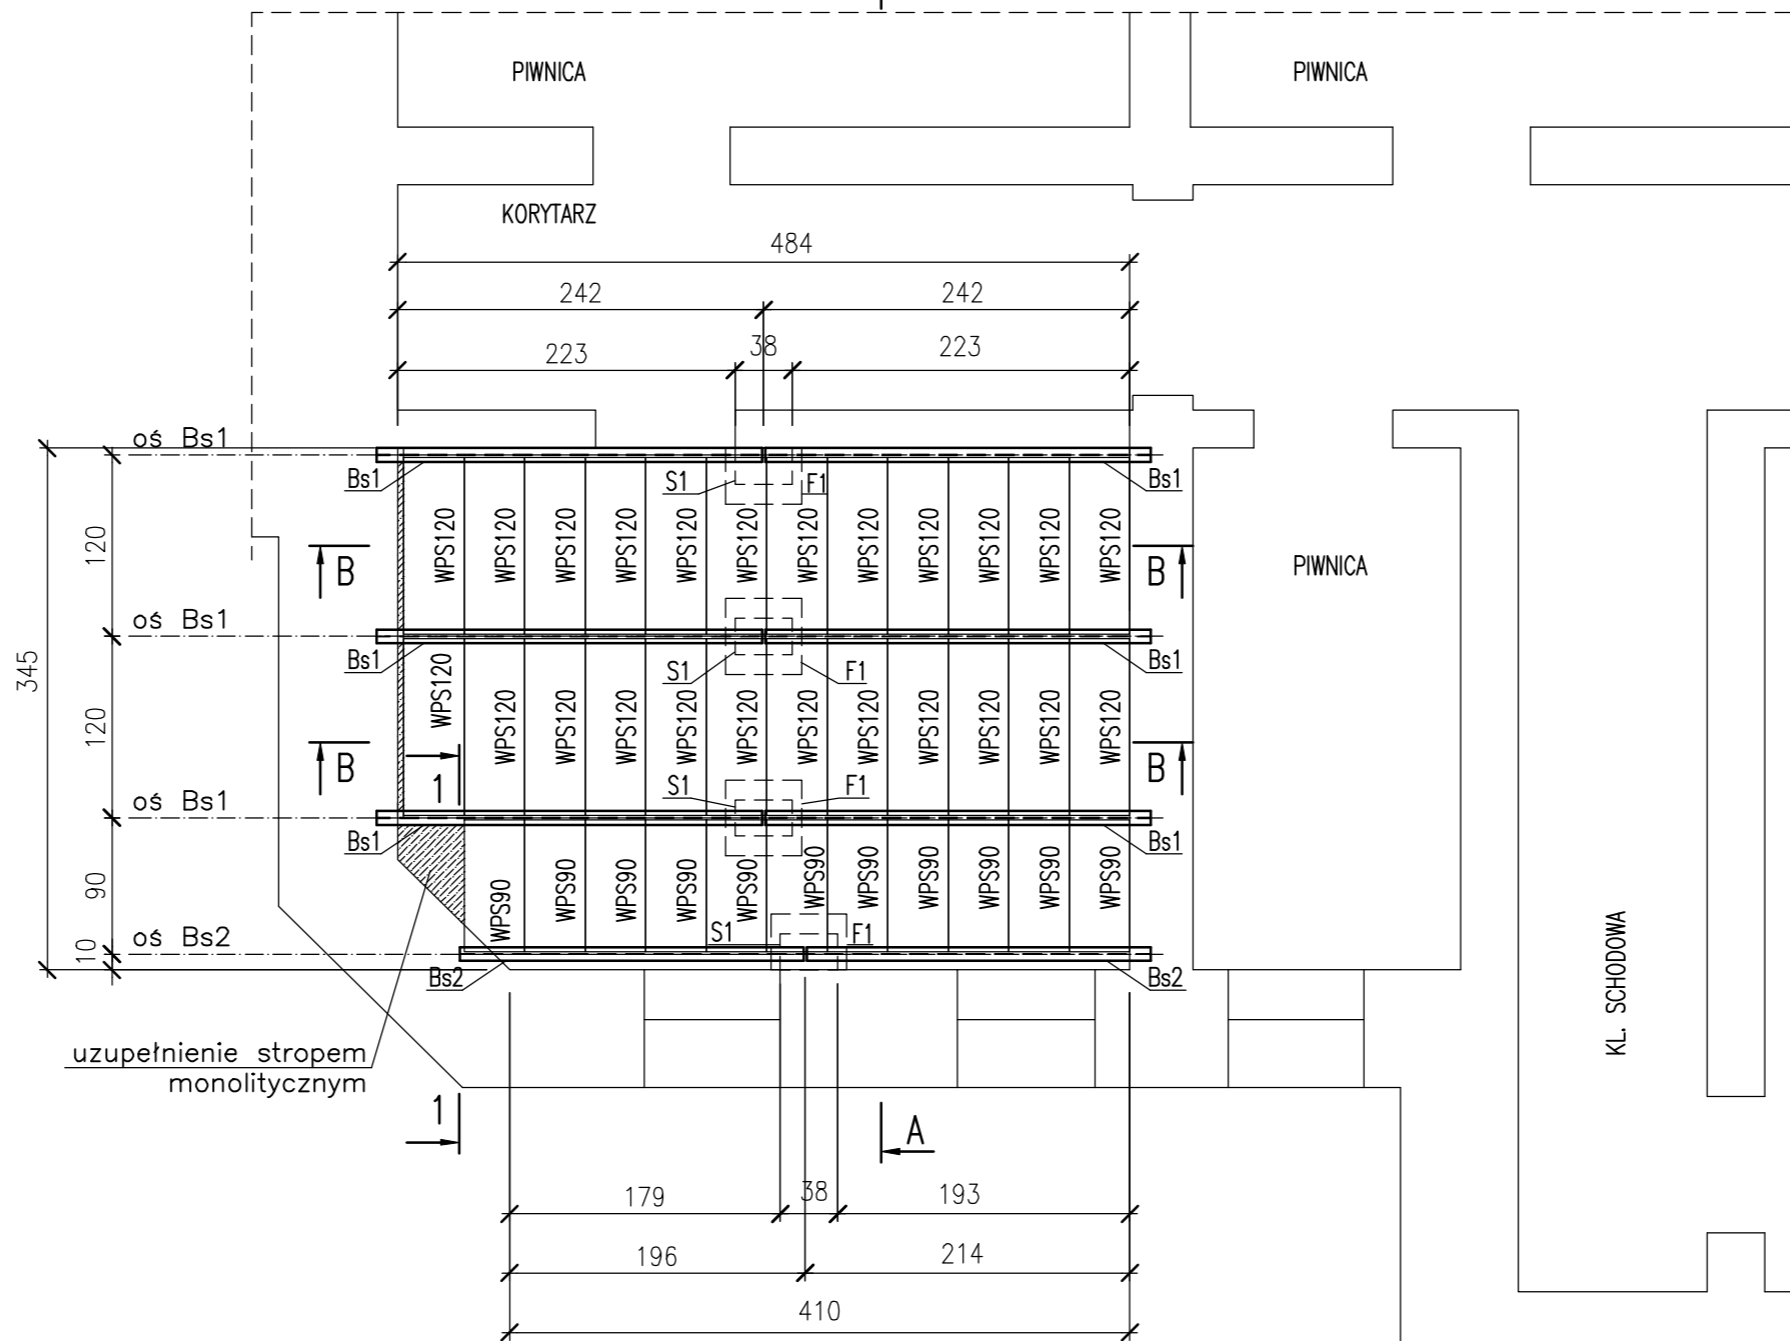 PIWNICA PIWNICA
KORYTARZ
484
242 242
223 38 223
oś Bs1
Bs1 S1 F1 Bs1
WPS120 WPS120 WPS120 WPS120 WPS120 WPS120 WPS120 WPS120 WPS120 WPS120 WPS120 WPS120
120
B B
PIWNICA
oś Bs1
Bs1 S1 F1 Bs1
345
WPS120 WPS120 WPS120 WPS120 WPS120 WPS120 WPS120 WPS120 WPS120 WPS120 WPS120 WPS120
120
B B
1
S1 F1
oś Bs1
Bs1 Bs1
WPS90 WPS90 WPS90 WPS90 WPS90 WPS90 WPS90 WPS90 WPS90 WPS90 WPS90
90
S1 F1
oś Bs2
10
Bs2 Bs2
KL. SCHODOWA
uzupełnienie stropem
monolitycznym
1 A
179 38 193
196 214
410